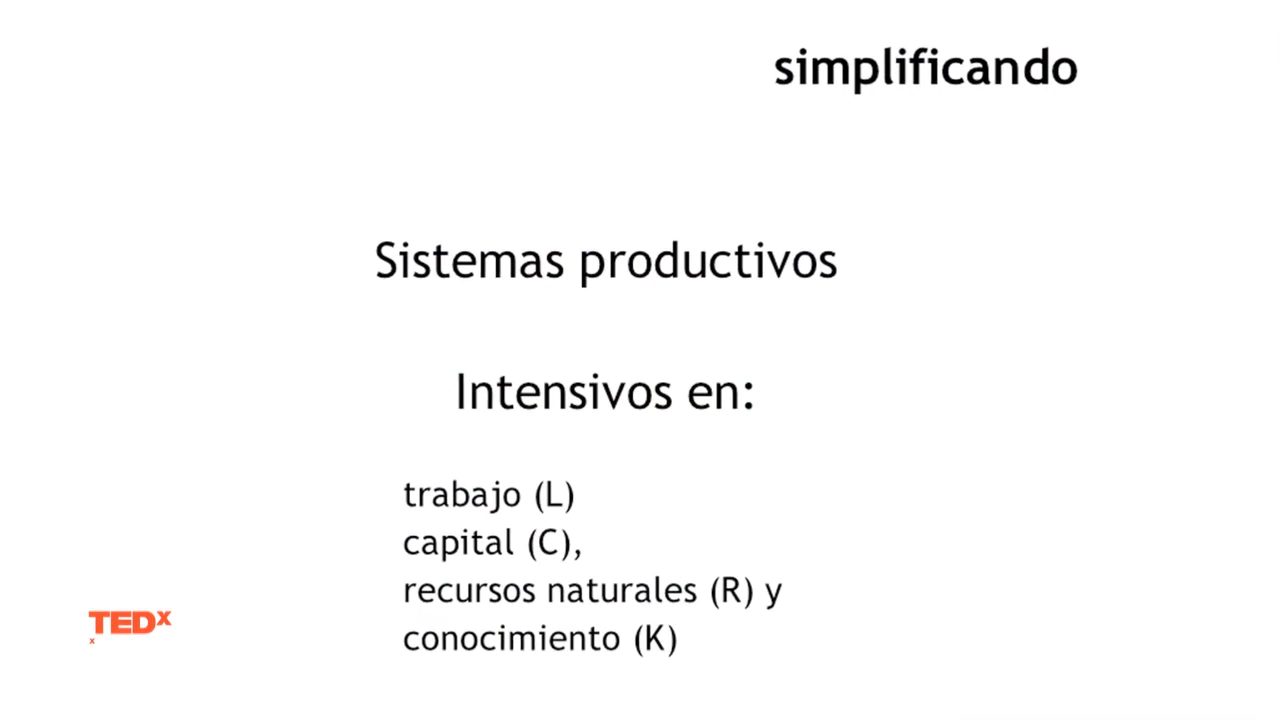 simplificando
Sistemas productivos
Intensivos en:
trabajo (L)
capital (C),
recursos naturales (R) y
conocimiento (K)
TEDx
x